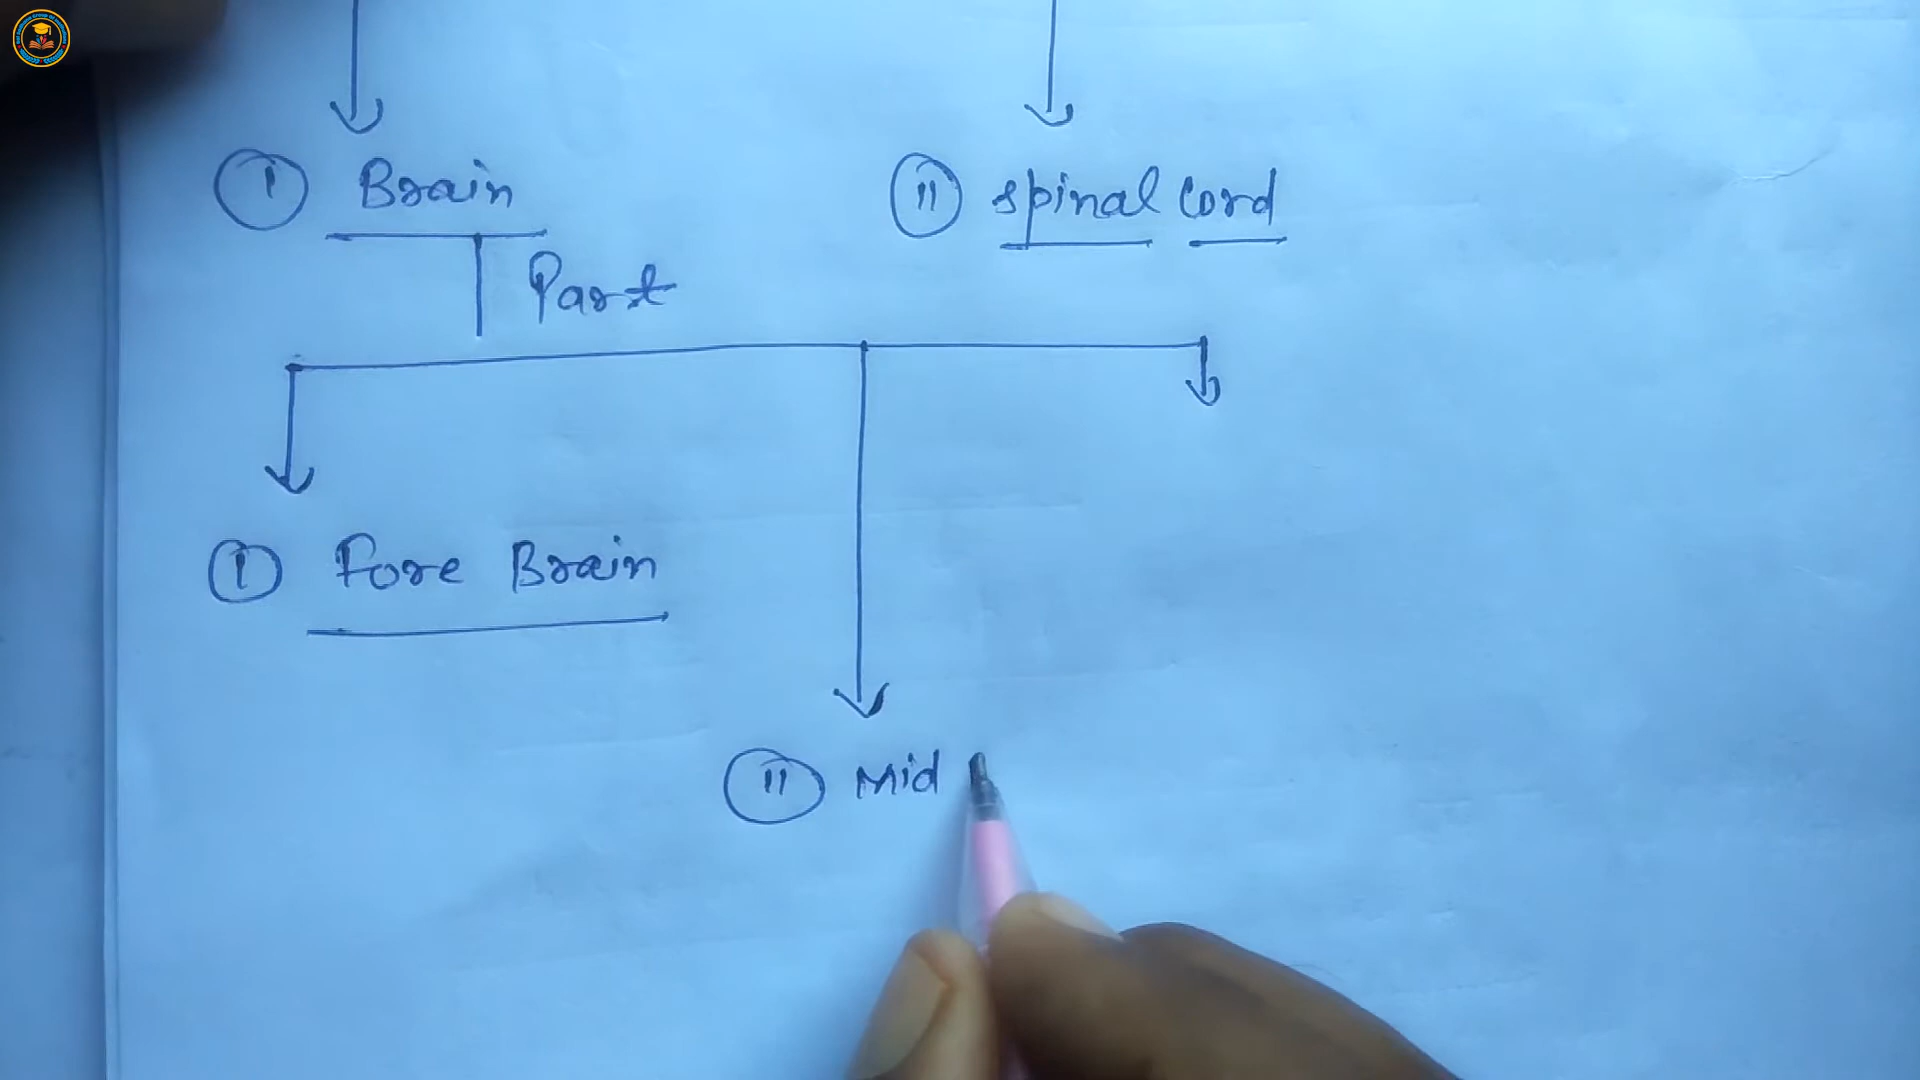 I Brain
II spinal cord
Part
I Fore Brain
II Mid